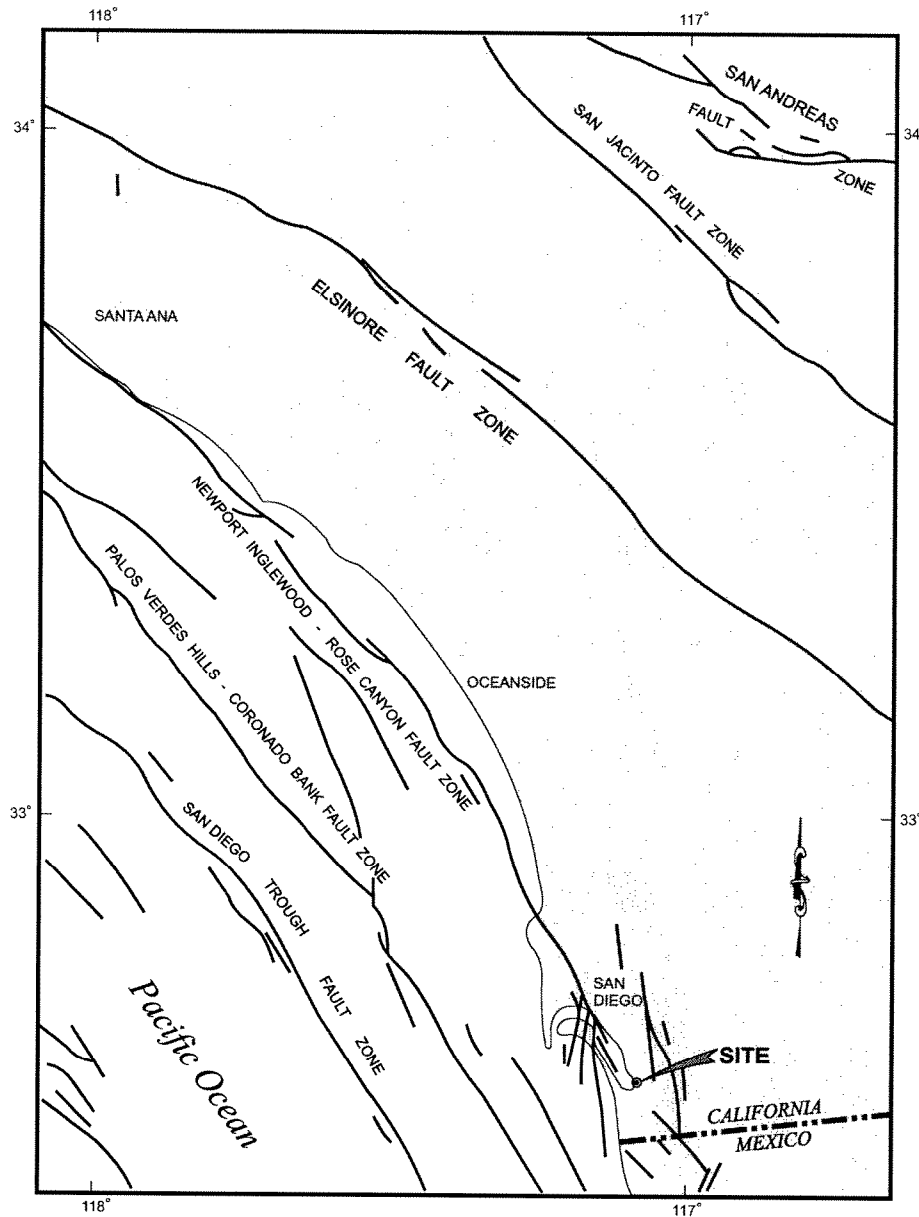 118°
117°
34°
34
SAN ANDREAS
FAULT
ZONE
SAN JACINTO FAULT ZONE
SANTA ANA
ELSINORE FAULT ZONE
NEWPORT INGLEWOOD - ROSE CANYON FAULT ZONE
PALOS VERDES HILLS - CORONADO BANK FAULT ZONE
OCEANSIDE
33°
33°
SAN DIEGO TROUGH FAULT ZONE
SAN
DIEGO
Pacific Ocean
SITE
CALIFORNIA
MEXICO
118°
117°